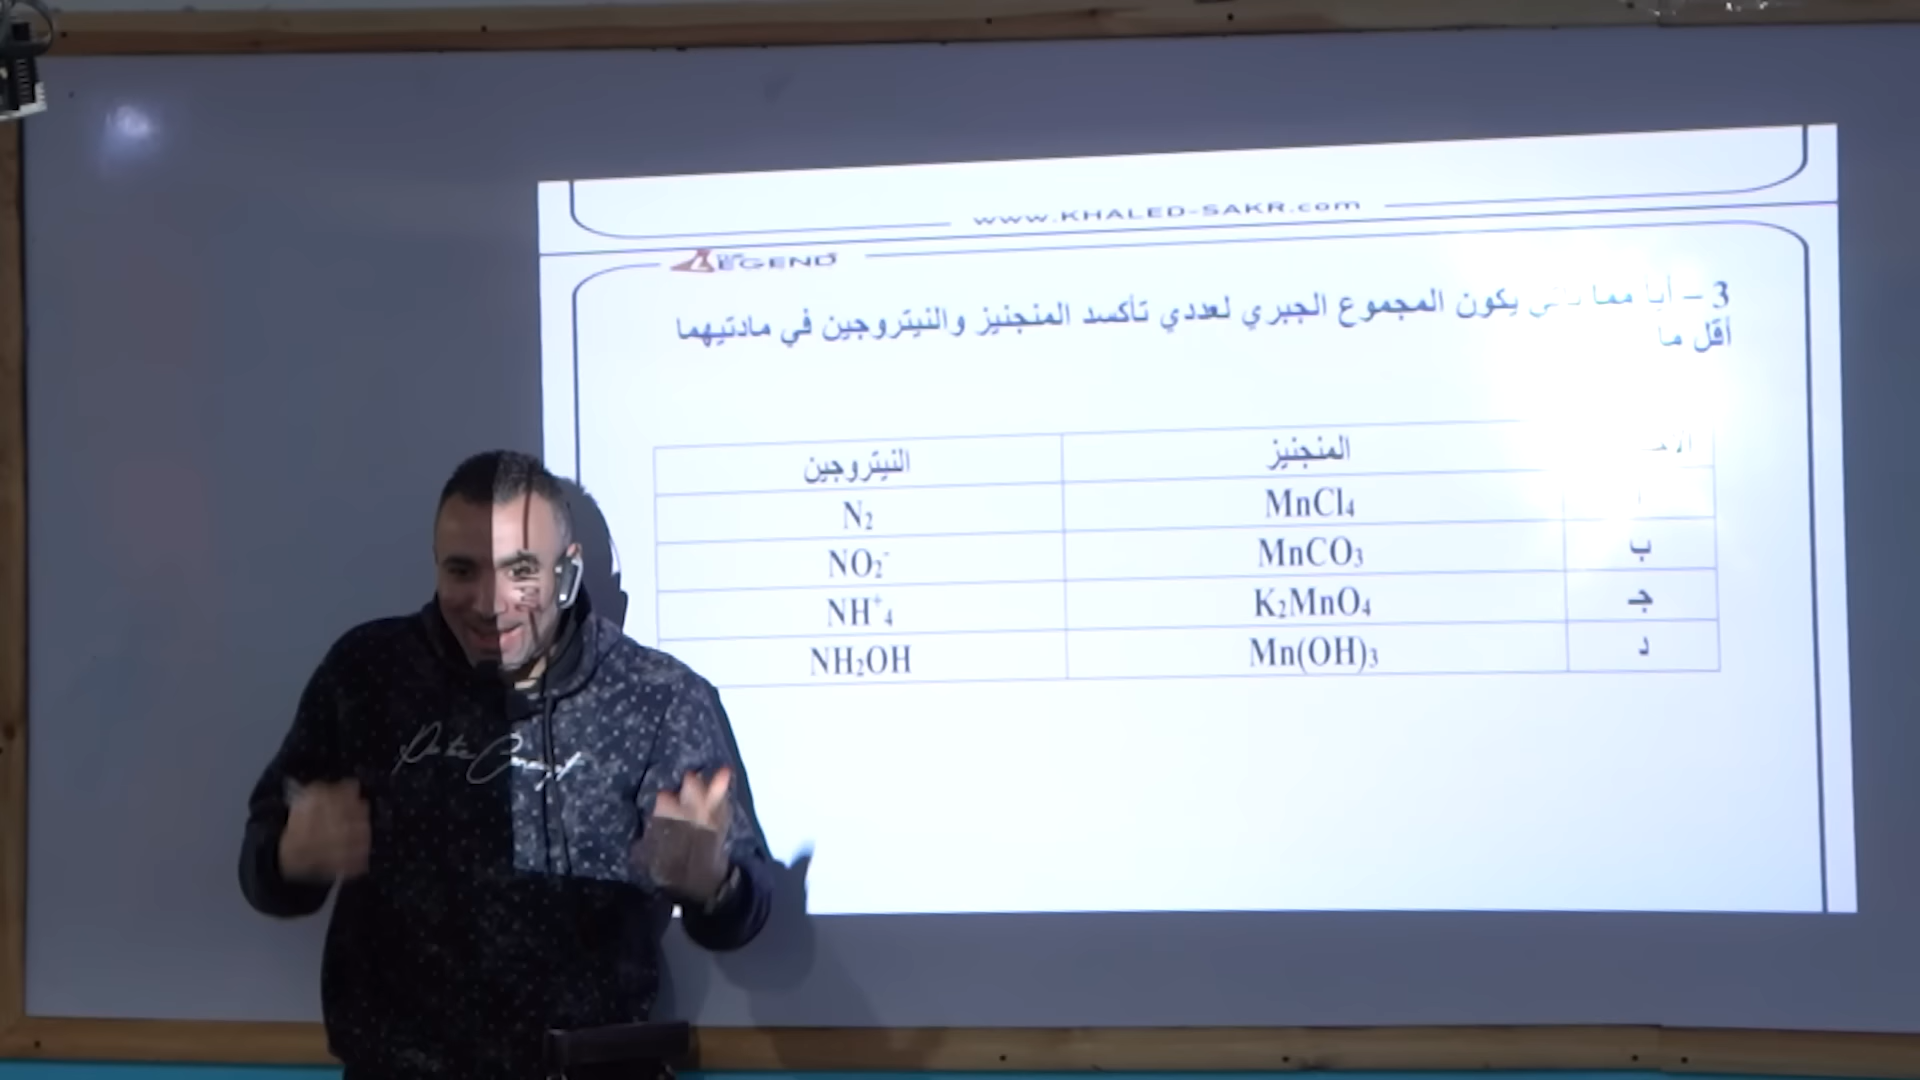 www.KHALED-SAKR.com
LEGEND
3 – أيا مما يكون المجموع الجبري لعددي تأكسد المنجنيز والنيتروجين في مادتيهما
أقل ما
المنجنيز النيتروجين
أ MnCl₄ N₂
ب MnCO₃ NO₂⁻
جـ K₂MnO₄ NH⁺₄
د Mn(OH)₃ NH₂OH